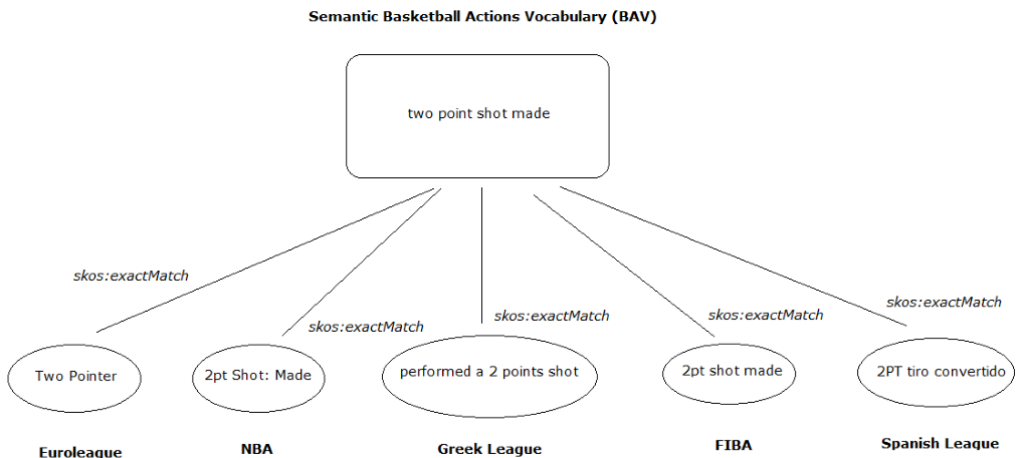 Semantic Basketball Actions Vocabulary (BAV)
two point shot made
skos:exactMatch
skos:exactMatch
skos:exactMatch
skos:exactMatch
skos:exactMatch
Two Pointer
2pt Shot: Made
performed a 2 points shot
2pt shot made
2PT tiro convertido
Euroleague
NBA
Greek League
FIBA
Spanish League